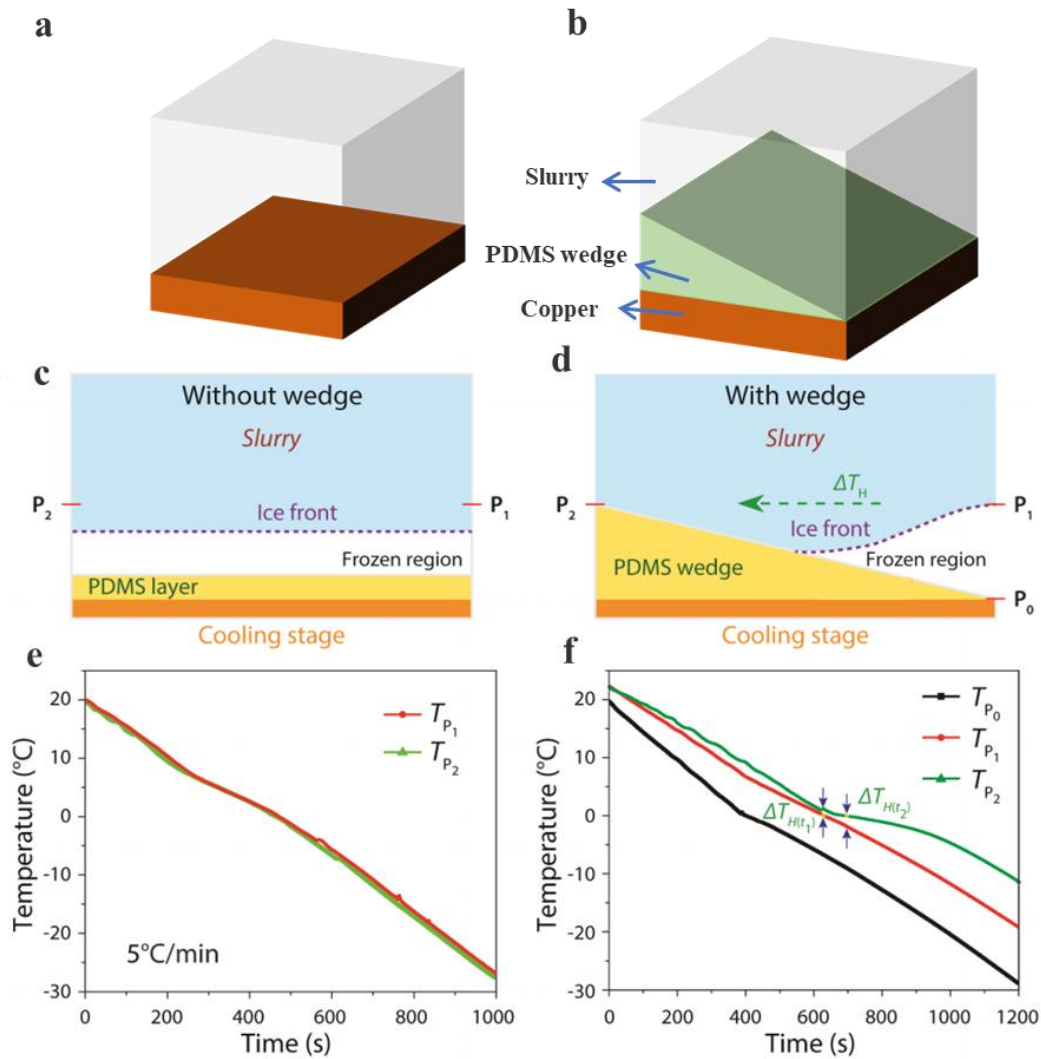 a
b
Slurry
PDMS wedge
Copper
c
Without wedge
Slurry
P2
P1
Ice front
Frozen region
PDMS layer
Cooling stage
d
With wedge
Slurry
ΔTH
P2
P1
Ice front
Frozen region
PDMS wedge
P0
Cooling stage
e
Temperature (°C)
20
10
0
-10
-20
-30
TP1
TP2
5°C/min
0 200 400 600 800 1000
Time (s)
f
Temperature (°C)
20
10
0
-10
-20
-30
TP0
TP1
TP2
ΔTH(t1)
ΔTH(t2)
0 200 400 600 800 1000 1200
Time (s)